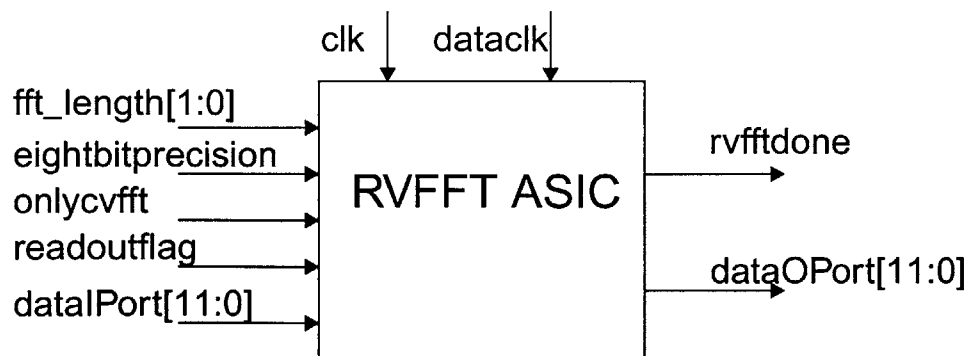 clk dataclk
fft_length[1:0]
eightbitprecision
onlycvfft
readoutflag
dataIPort[11:0]
RVFFT ASIC
rvfftdone
dataOPort[11:0]